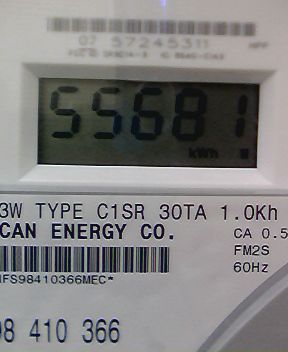 07 57245311
55681
kWh
3W TYPE C1SR 30TA 1.0Kh
CAN ENERGY CO.
CA 0.5
FM2S
60Hz
IFS98410366MEC*
98 410 366